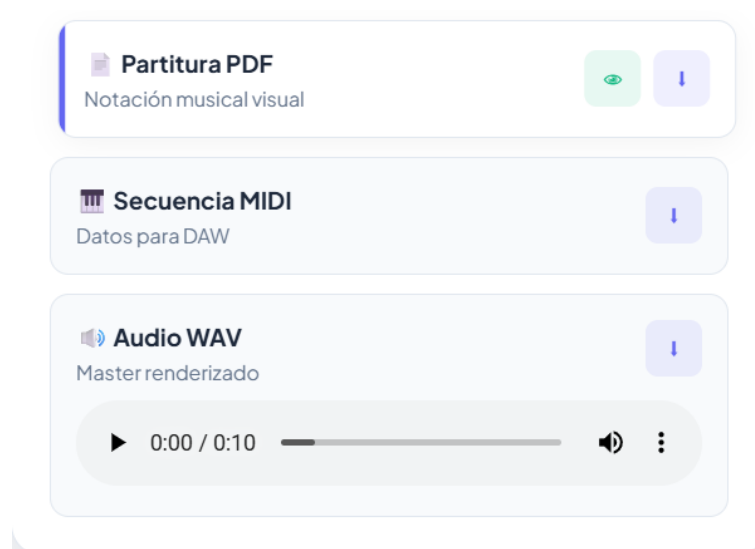 Partitura PDF
Notación musical visual
Secuencia MIDI
Datos para DAW
Audio WAV
Master renderizado
0:00 / 0:10